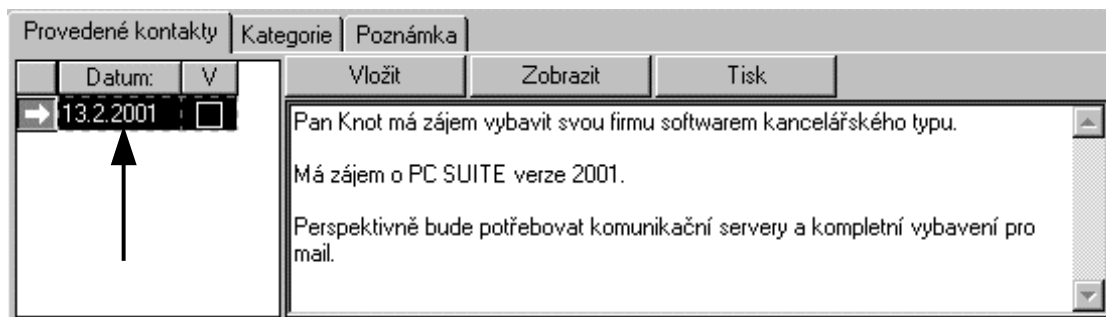 Provedené kontakty Kategorie Poznámka
Datum: V Vložit Zobrazit Tisk
13.2.2001
Pan Knot má zájem vybavit svou firmu softwarem kancelářského typu.
Má zájem o PC SUITE verze 2001.
Perspektivně bude potřebovat komunikační servery a kompletní vybavení pro
mail.